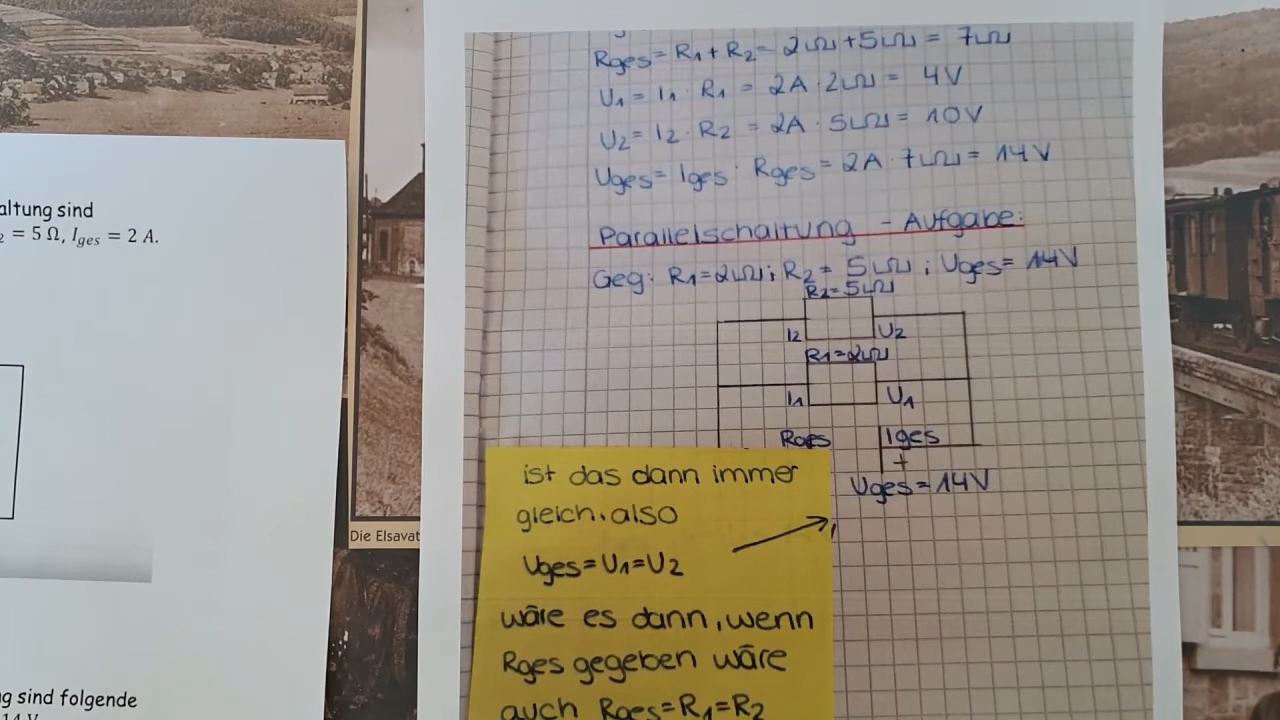 altung sind
₂ = 5 Ω, I_ges = 2 A.
Die Elsavat
g sind folgende
Rges = R₁ + R₂ = 2Ω + 5Ω = 7Ω
U₁ = I₁ · R₁ = 2A · 2Ω = 4V
U₂ = I₂ · R₂ = 2A · 5Ω = 10V
Uges = Iges · Rges = 2A · 7Ω = 14V
Parallelschaltung - Aufgabe:
Geg: R₁=2Ω; R₂= 5Ω; Uges= 14V
R₂=5Ω
I₂ U₂
R₁=2Ω
I₁ U₁
Rges Iges
+
Uges=14V
ist das dann immer
gleich. also
Uges=U₁=U₂
wäre es dann, wenn
Rges gegeben wäre
auch Rges=R₁=R₂